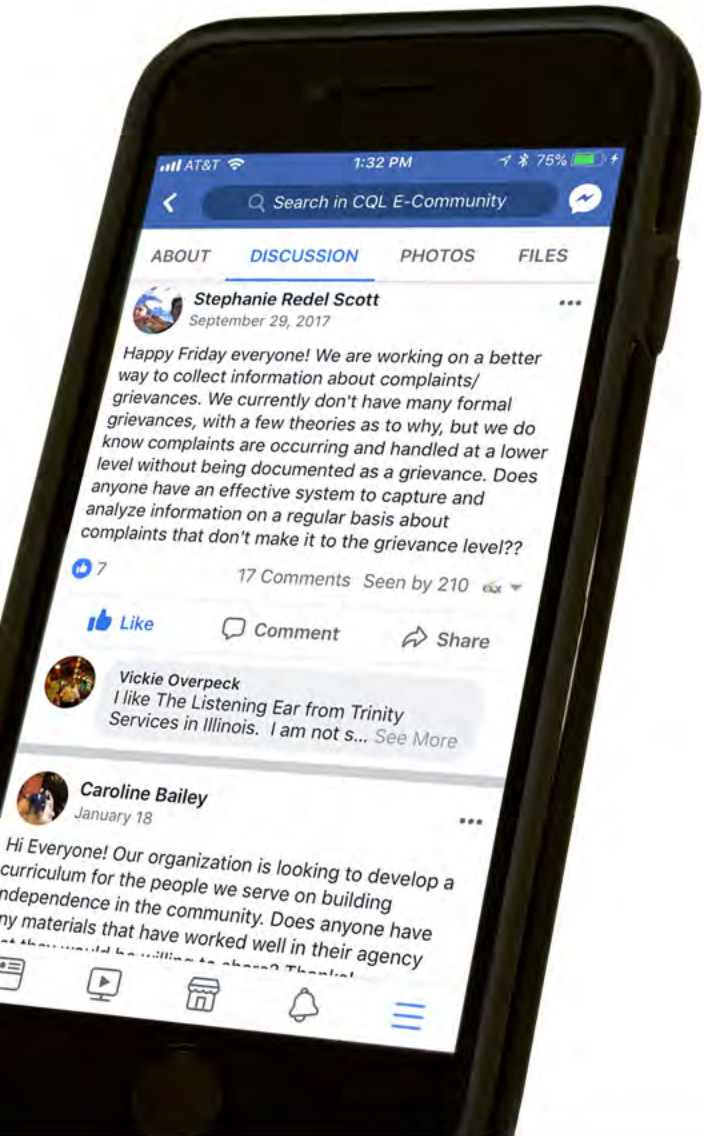 AT&T 1:32 PM 75%
Search in CQL E-Community
ABOUT DISCUSSION PHOTOS FILES
Stephanie Redel Scott
September 29, 2017
Happy Friday everyone! We are working on a better
way to collect information about complaints/
grievances. We currently don't have many formal
grievances, with a few theories as to why, but we do
know complaints are occurring and handled at a lower
level without being documented as a grievance. Does
anyone have an effective system to capture and
analyze information on a regular basis about
complaints that don't make it to the grievance level??
7 17 Comments Seen by 210
Like Comment Share
Vickie Overpeck
I like The Listening Ear from Trinity
Services in Illinois. I am not s... See More
Caroline Bailey
January 18
Hi Everyone! Our organization is looking to develop a
curriculum for the people we serve on building
ndependence in the community. Does anyone have
ny materials that have worked well in their agency